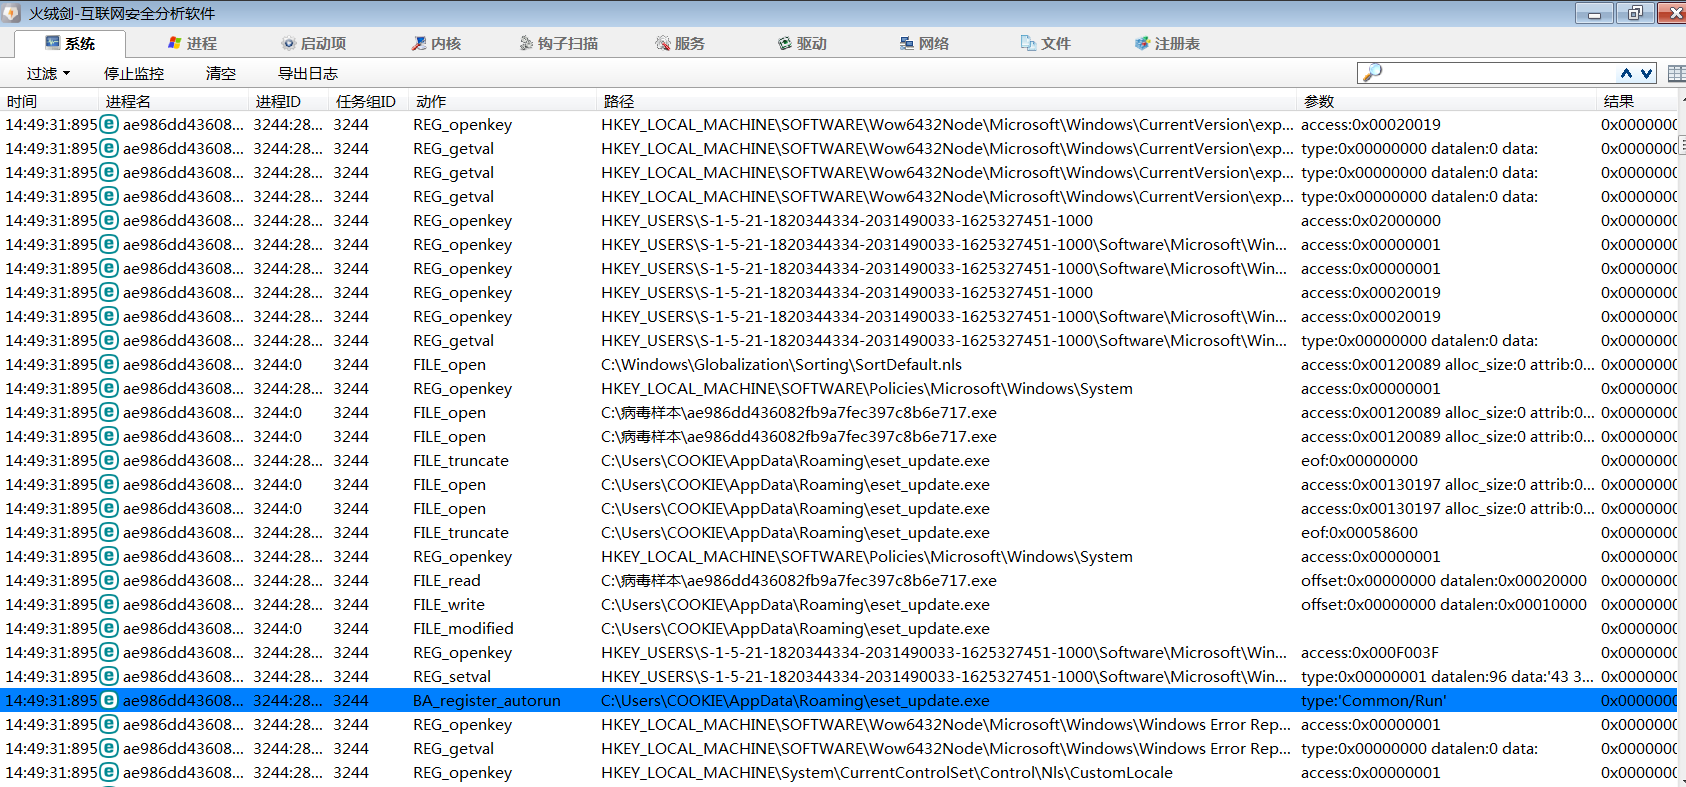 火绒剑-互联网安全分析软件
系统 进程 启动项 内核 钩子扫描 服务 驱动 网络 文件 注册表
过滤 停止监控 清空 导出日志
时间 进程名 进程ID 任务组ID 动作 路径 参数 结果
14:49:31:895 ae986dd43608... 3244:28... 3244 REG_openkey HKEY_LOCAL_MACHINE\SOFTWARE\Wow6432Node\Microsoft\Windows\CurrentVersion\exp... access:0x00020019 0x0000000
14:49:31:895 ae986dd43608... 3244:28... 3244 REG_getval HKEY_LOCAL_MACHINE\SOFTWARE\Wow6432Node\Microsoft\Windows\CurrentVersion\exp... type:0x00000000 datalen:0 data: 0x0000000
14:49:31:895 ae986dd43608... 3244:28... 3244 REG_getval HKEY_LOCAL_MACHINE\SOFTWARE\Wow6432Node\Microsoft\Windows\CurrentVersion\exp... type:0x00000000 datalen:0 data: 0x0000000
14:49:31:895 ae986dd43608... 3244:28... 3244 REG_getval HKEY_LOCAL_MACHINE\SOFTWARE\Wow6432Node\Microsoft\Windows\CurrentVersion\exp... type:0x00000000 datalen:0 data: 0x0000000
14:49:31:895 ae986dd43608... 3244:28... 3244 REG_openkey HKEY_USERS\S-1-5-21-1820344334-2031490033-1625327451-1000 access:0x02000000 0x0000000
14:49:31:895 ae986dd43608... 3244:28... 3244 REG_openkey HKEY_USERS\S-1-5-21-1820344334-2031490033-1625327451-1000\Software\Microsoft\Win... access:0x00000001 0x0000000
14:49:31:895 ae986dd43608... 3244:28... 3244 REG_openkey HKEY_USERS\S-1-5-21-1820344334-2031490033-1625327451-1000\Software\Microsoft\Win... access:0x00000001 0x0000000
14:49:31:895 ae986dd43608... 3244:28... 3244 REG_openkey HKEY_USERS\S-1-5-21-1820344334-2031490033-1625327451-1000 access:0x00020019 0x0000000
14:49:31:895 ae986dd43608... 3244:28... 3244 REG_openkey HKEY_USERS\S-1-5-21-1820344334-2031490033-1625327451-1000\Software\Microsoft\Win... access:0x00020019 0x0000000
14:49:31:895 ae986dd43608... 3244:28... 3244 REG_getval HKEY_USERS\S-1-5-21-1820344334-2031490033-1625327451-1000\Software\Microsoft\Win... type:0x00000000 datalen:0 data: 0x0000000
14:49:31:895 ae986dd43608... 3244:0 3244 FILE_open C:\Windows\Globalization\Sorting\SortDefault.nls access:0x00120089 alloc_size:0 attrib:0... 0x0000000
14:49:31:895 ae986dd43608... 3244:28... 3244 REG_openkey HKEY_LOCAL_MACHINE\SOFTWARE\Policies\Microsoft\Windows\System access:0x00000001 0x0000000
14:49:31:895 ae986dd43608... 3244:0 3244 FILE_open C:\病毒样本\ae986dd436082fb9a7fec397c8b6e717.exe access:0x00120089 alloc_size:0 attrib:0... 0x0000000
14:49:31:895 ae986dd43608... 3244:0 3244 FILE_open C:\病毒样本\ae986dd436082fb9a7fec397c8b6e717.exe access:0x00120089 alloc_size:0 attrib:0... 0x0000000
14:49:31:895 ae986dd43608... 3244:28... 3244 FILE_truncate C:\Users\COOKIE\AppData\Roaming\eset_update.exe eof:0x00000000 0x0000000
14:49:31:895 ae986dd43608... 3244:0 3244 FILE_open C:\Users\COOKIE\AppData\Roaming\eset_update.exe access:0x00130197 alloc_size:0 attrib:0... 0x0000000
14:49:31:895 ae986dd43608... 3244:0 3244 FILE_open C:\Users\COOKIE\AppData\Roaming\eset_update.exe access:0x00130197 alloc_size:0 attrib:0... 0x0000000
14:49:31:895 ae986dd43608... 3244:28... 3244 FILE_truncate C:\Users\COOKIE\AppData\Roaming\eset_update.exe eof:0x00058600 0x0000000
14:49:31:895 ae986dd43608... 3244:28... 3244 REG_openkey HKEY_LOCAL_MACHINE\SOFTWARE\Policies\Microsoft\Windows\System access:0x00000001 0x0000000
14:49:31:895 ae986dd43608... 3244:28... 3244 FILE_read C:\病毒样本\ae986dd436082fb9a7fec397c8b6e717.exe offset:0x00000000 datalen:0x00020000 0x0000000
14:49:31:895 ae986dd43608... 3244:28... 3244 FILE_write C:\Users\COOKIE\AppData\Roaming\eset_update.exe offset:0x00000000 datalen:0x00010000 0x0000000
14:49:31:895 ae986dd43608... 3244:0 3244 FILE_modified C:\Users\COOKIE\AppData\Roaming\eset_update.exe 0x0000000
14:49:31:895 ae986dd43608... 3244:28... 3244 REG_openkey HKEY_USERS\S-1-5-21-1820344334-2031490033-1625327451-1000\Software\Microsoft\Win... access:0x000F003F 0x0000000
14:49:31:895 ae986dd43608... 3244:28... 3244 REG_setval HKEY_USERS\S-1-5-21-1820344334-2031490033-1625327451-1000\Software\Microsoft\Win... type:0x00000001 datalen:96 data:'43 3... 0x0000000
14:49:31:895 ae986dd43608... 3244:28... 3244 BA_register_autorun C:\Users\COOKIE\AppData\Roaming\eset_update.exe type:'Common/Run' 0x0000000
14:49:31:895 ae986dd43608... 3244:28... 3244 REG_openkey HKEY_LOCAL_MACHINE\SOFTWARE\Wow6432Node\Microsoft\Windows\Windows Error Rep... access:0x00000001 0x0000000
14:49:31:895 ae986dd43608... 3244:28... 3244 REG_getval HKEY_LOCAL_MACHINE\SOFTWARE\Wow6432Node\Microsoft\Windows\Windows Error Rep... type:0x00000000 datalen:0 data: 0x0000000
14:49:31:895 ae986dd43608... 3244:28... 3244 REG_openkey HKEY_LOCAL_MACHINE\System\CurrentControlSet\Control\Nls\CustomLocale access:0x00000001 0x0000000